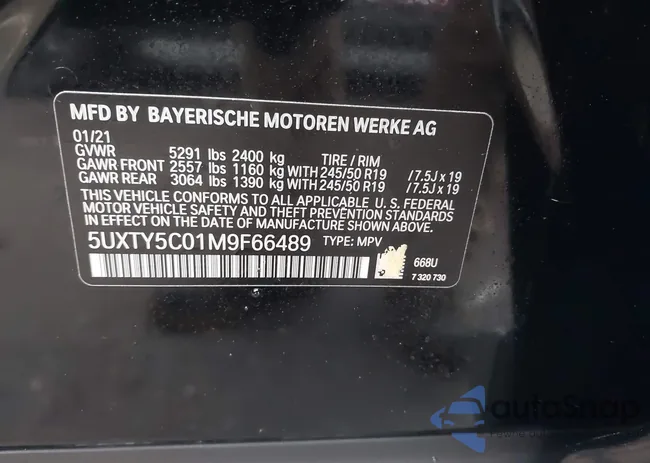 MFD BY BAYERISCHE MOTOREN WERKE AG
01/21
GVWR 5291 lbs 2400 kg TIRE / RIM
GAWR FRONT 2557 lbs 1160 kg WITH 245/50 R19 /7.5J x 19
GAWR REAR 3064 lbs 1390 kg WITH 245/50 R19 /7.5J x 19
THIS VEHICLE CONFORMS TO ALL APPLICABLE U. S. FEDERAL
MOTOR VEHICLE SAFETY AND THEFT PREVENTION STANDARDS
IN EFFECT ON THE DATE OF MANUFACTURE SHOWN ABOVE.
5UXTY5C01M9F66489 TYPE: MPV
668U
7 320 730
autoSnap